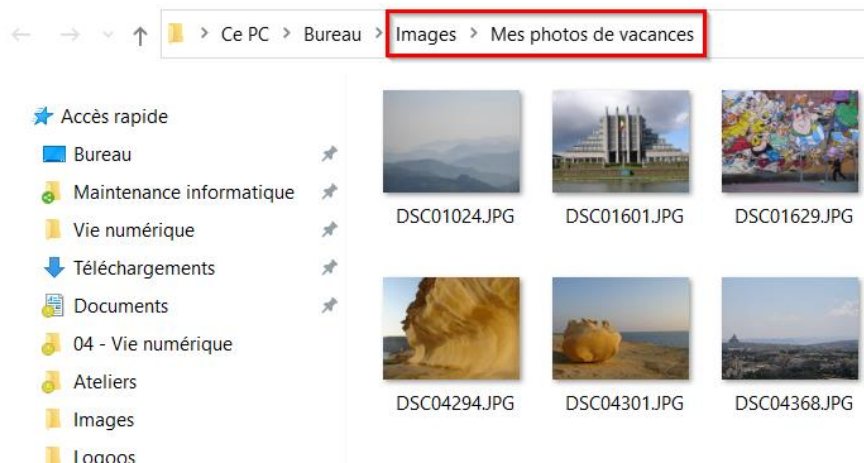 Ce PC > Bureau > Images > Mes photos de vacances
Accès rapide
Bureau
Maintenance informatique
Vie numérique
Téléchargements
Documents
04 - Vie numérique
Ateliers
Images
Logoos
DSC01024.JPG DSC01601.JPG DSC01629.JPG
DSC04294.JPG DSC04301.JPG DSC04368.JPG